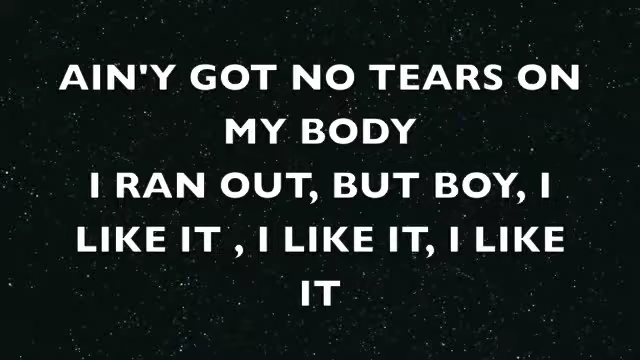 AIN'Y GOT NO TEARS ON
MY BODY
I RAN OUT, BUT BOY, I
LIKE IT , I LIKE IT, I LIKE
IT